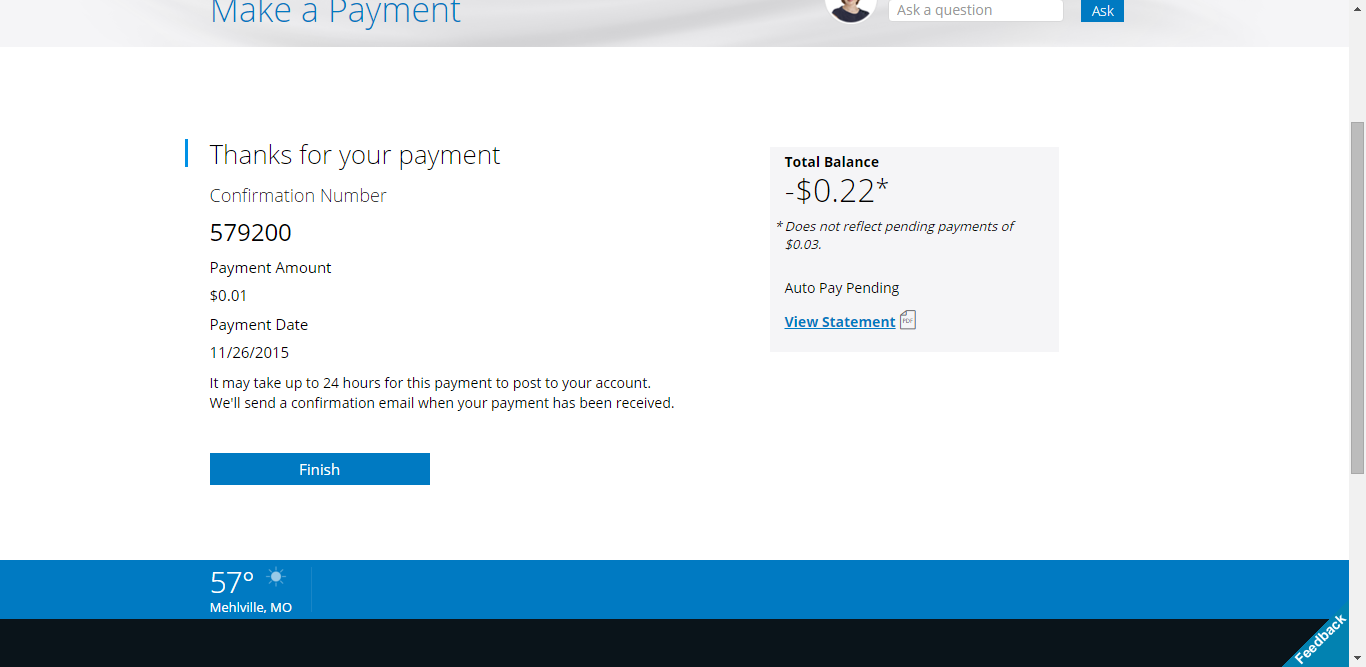 Make a Payment
Ask a question
Ask
Thanks for your payment
Confirmation Number
579200
Payment Amount
$0.01
Payment Date
11/26/2015
It may take up to 24 hours for this payment to post to your account.
We'll send a confirmation email when your payment has been received.
Finish
Total Balance
-$0.22*
* Does not reflect pending payments of
$0.03.
Auto Pay Pending
View Statement
PDF
57°
Mehlville, MO
Feedback